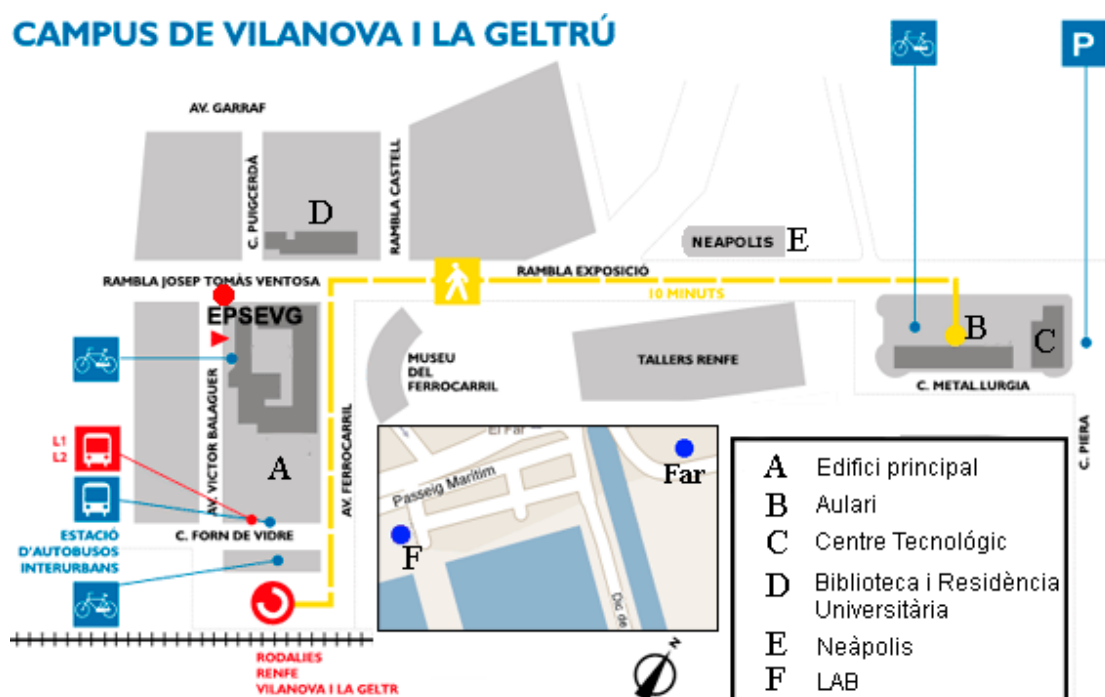 CAMPUS DE VILANOVA I LA GELTRÚ
P
AV. GARRAF
C. PUIGCERDÀ
D
RAMBLA CASTELL
NEAPOLIS E
RAMBLA JOSEP TOMÀS VENTOSA
RAMBLA EXPOSICIÓ
10 MINUTS
EPSEVG
B
C
MUSEU
DEL
FERROCARRIL
TALLERS RENFE
C. METAL.LURGIA
C. PIERA
AV. VICTOR BALAGUER
AV. FERROCARRIL
L1
L2
A
C. FORN DE VIDRE
ESTACIÓ
D'AUTOBUSOS
INTERURBANS
El Far
Passeig Marítim
Far
F
Dic de
A Edifici principal
B Aulari
C Centre Tecnológic
D Biblioteca i Residència
Universitària
E Neàpolis
F LAB
N
RODALIES
RENFE
VILANOVA I LA GELTR